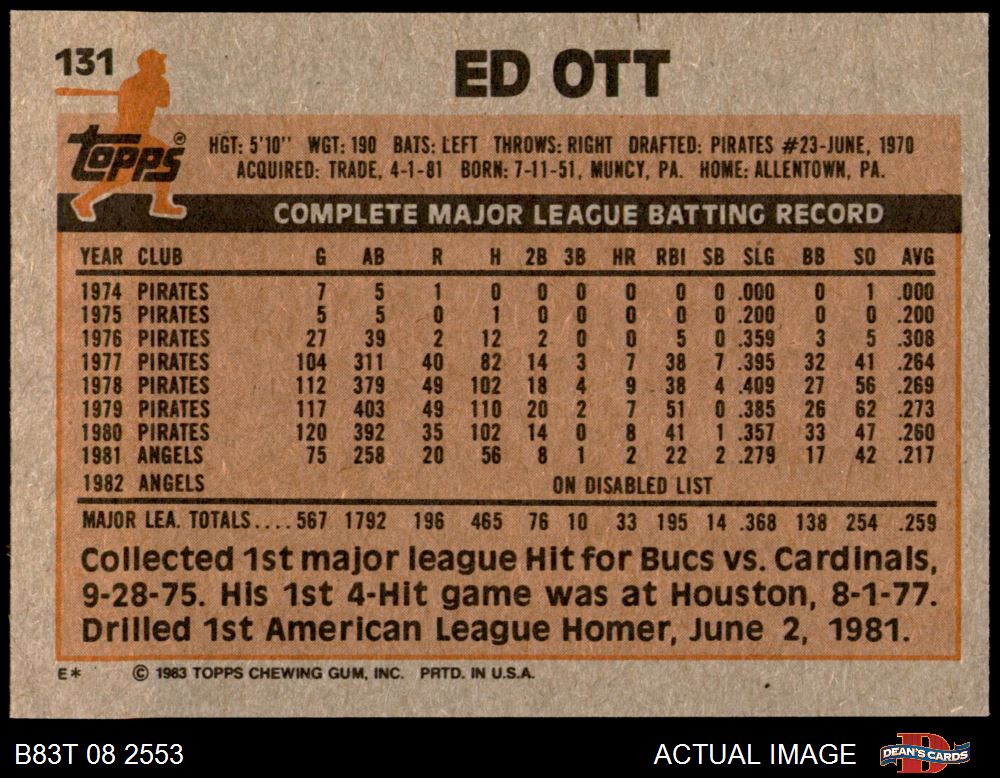 131
ED OTT
Topps®
HGT: 5'10" WGT: 190 BATS: LEFT THROWS: RIGHT DRAFTED: PIRATES #23-JUNE, 1970
ACQUIRED: TRADE, 4-1-81 BORN: 7-11-51, MUNCY, PA. HOME: ALLENTOWN, PA.
COMPLETE MAJOR LEAGUE BATTING RECORD
YEAR CLUB G AB R H 2B 3B HR RBI SB SLG BB SO AVG
1974 PIRATES 7 5 1 0 0 0 0 0 0 .000 0 1 .000
1975 PIRATES 5 5 0 1 0 0 0 0 0 .200 0 0 .200
1976 PIRATES 27 39 2 12 2 0 0 5 0 .359 3 5 .308
1977 PIRATES 104 311 40 82 14 3 7 38 7 .395 32 41 .264
1978 PIRATES 112 379 49 102 18 4 9 38 4 .409 27 56 .269
1979 PIRATES 117 403 49 110 20 2 7 51 0 .385 26 62 .273
1980 PIRATES 120 392 35 102 14 0 8 41 1 .357 33 47 .260
1981 ANGELS 75 258 20 56 8 1 2 22 2 .279 17 42 .217
1982 ANGELS ON DISABLED LIST
MAJOR LEA. TOTALS.... 567 1792 196 465 76 10 33 195 14 .368 138 254 .259
Collected 1st major league Hit for Bucs vs. Cardinals,
9-28-75. His 1st 4-Hit game was at Houston, 8-1-77.
Drilled 1st American League Homer, June 2, 1981.
E* © 1983 TOPPS CHEWING GUM, INC. PRTD. IN U.S.A.
B83T 08 2553 ACTUAL IMAGE D DEAN'S CARDS